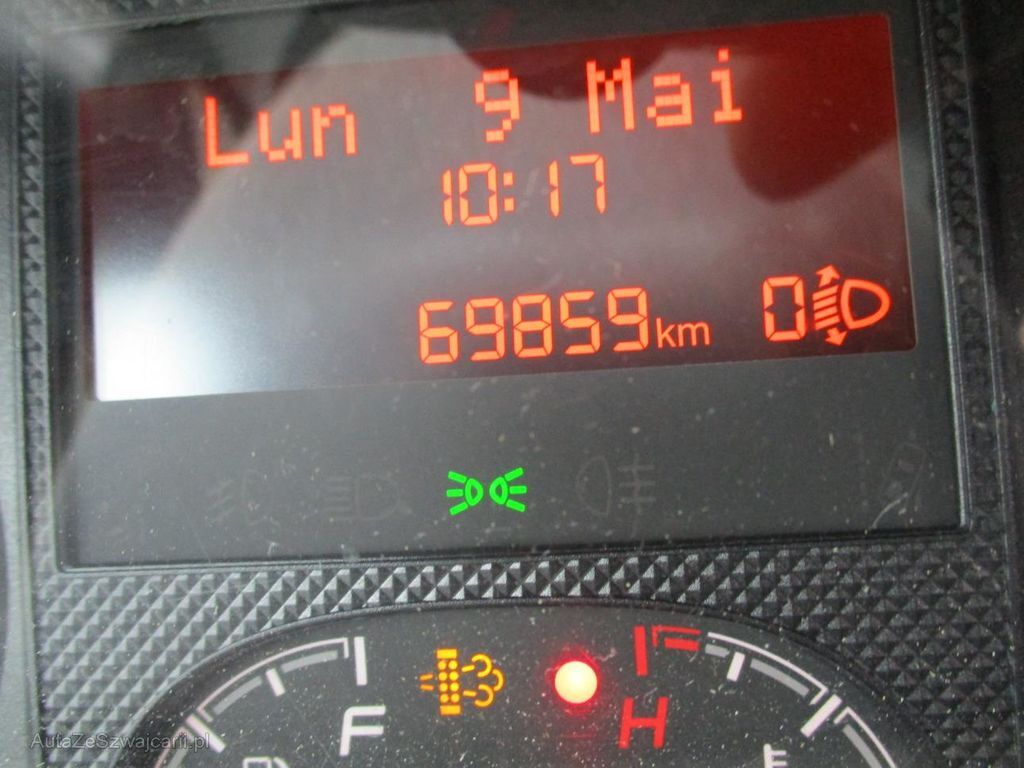 Lun 9 Mai
10:17
69859km 0
F H
E
AutaZeSzwajcarii.pl